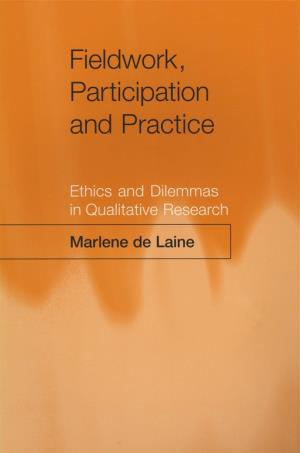 Fieldwork,
Participation
and Practice
Ethics and Dilemmas
in Qualitative Research
Marlene de Laine